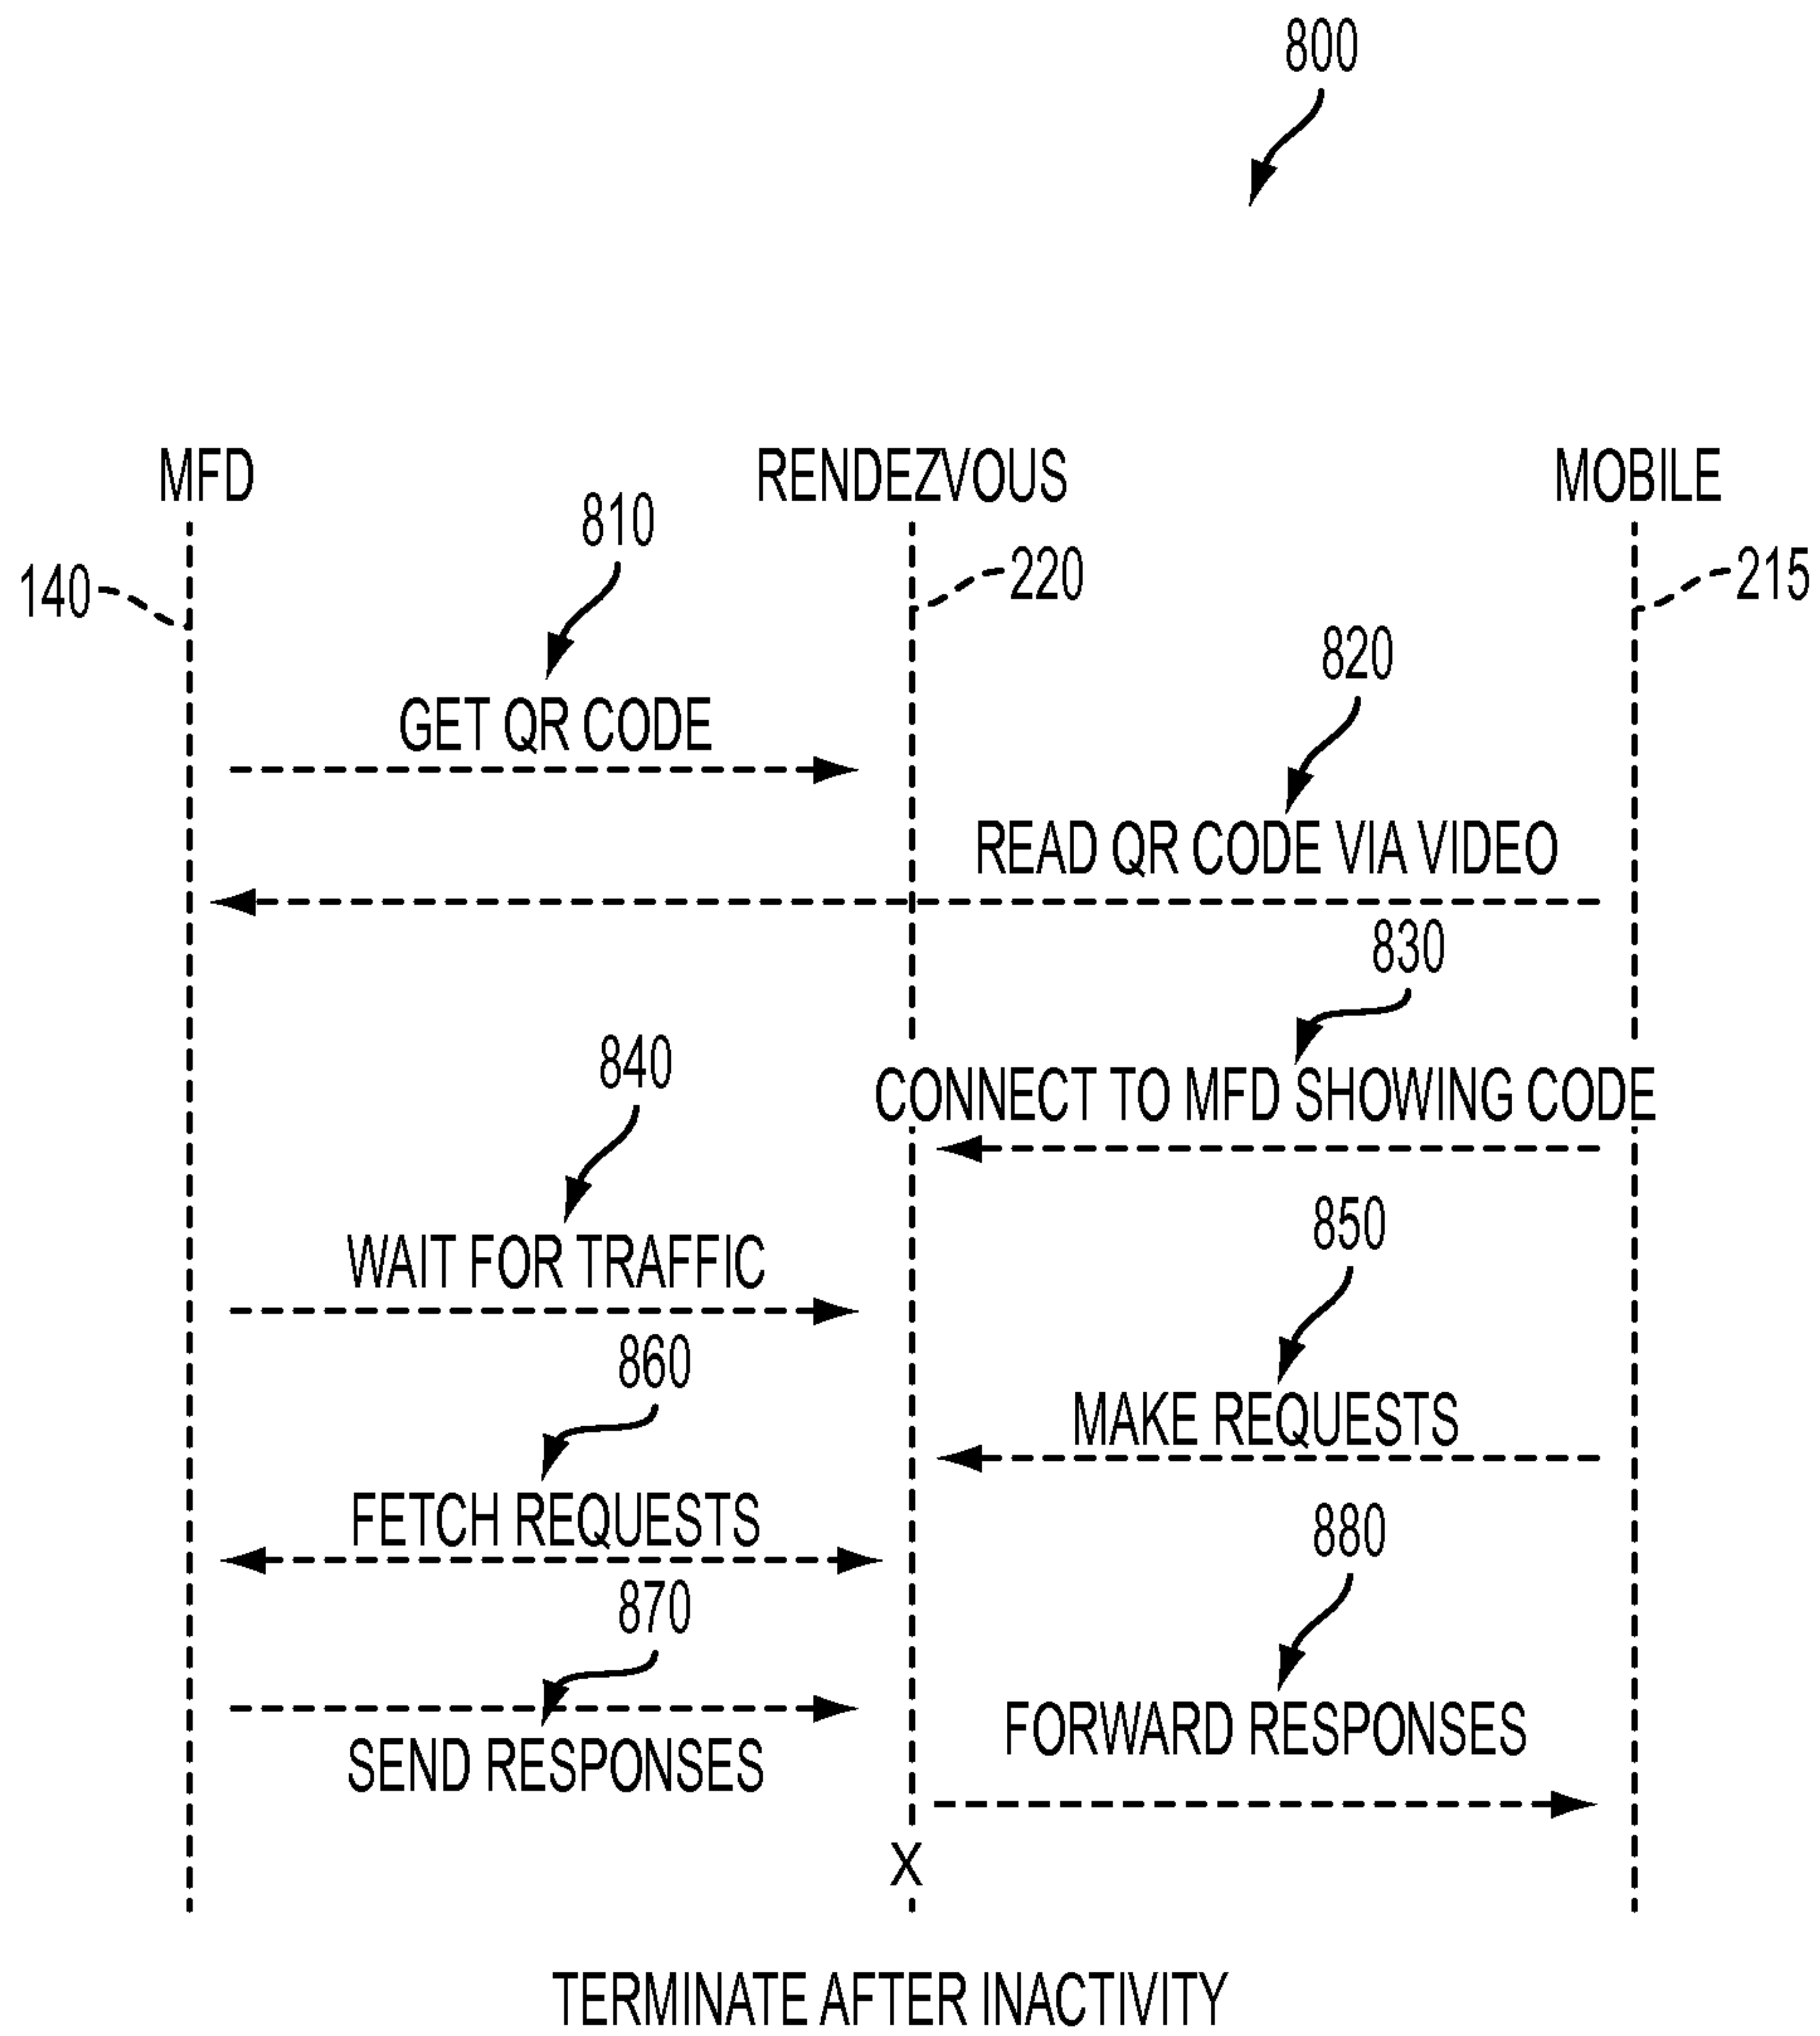 800
MFD
RENDEZVOUS
MOBILE
810
140
220
215
820
GET QR CODE
READ QR CODE VIA VIDEO
830
840
CONNECT TO MFD SHOWING CODE
850
WAIT FOR TRAFFIC
860
MAKE REQUESTS
FETCH REQUESTS
880
870
FORWARD RESPONSES
SEND RESPONSES
X
TERMINATE AFTER INACTIVITY